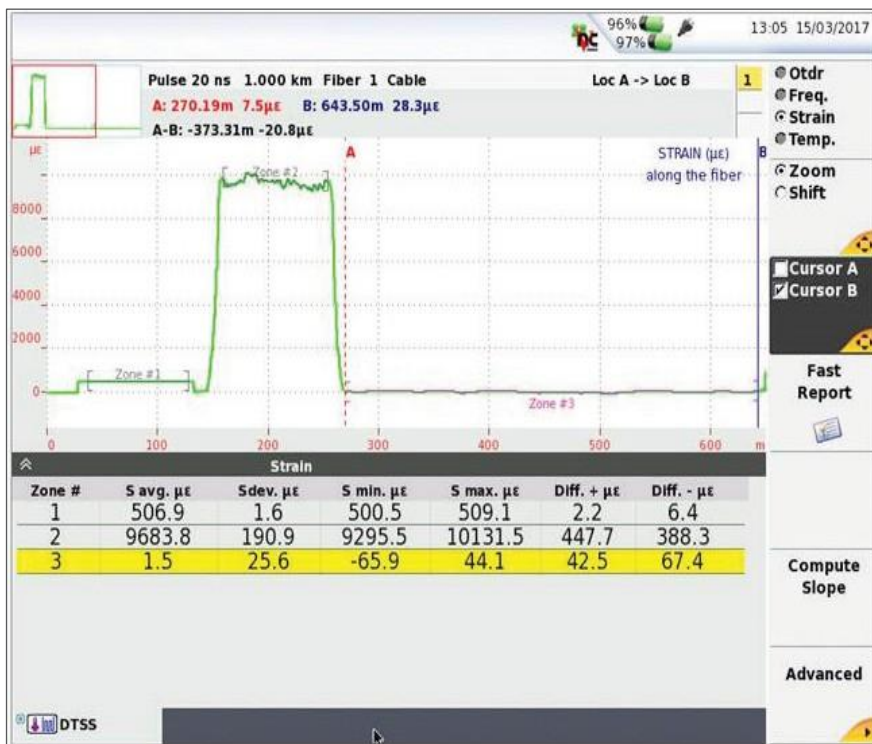 96%
97%
13:05 15/03/2017
Pulse 20 ns 1.000 km Fiber 1 Cable Loc A -> Loc B 1
A: 270.19m 7.5µε B: 643.50m 28.3µε
A-B: -373.31m -20.8µε
Otdr
Freq.
Strain
Temp.
Zoom
Shift
Cursor A
Cursor B
Fast
Report
Compute
Slope
Advanced
µε
A
STRAIN (µε)
along the fiber
B
Zone #2
8000
6000
4000
2000
0
Zone #1
Zone #3
0 100 200 300 400 500 600 m
Strain
Zone # S avg. µε Sdev. µε S min. µε S max. µε Diff. + µε Diff. - µε
1 506.9 1.6 500.5 509.1 2.2 6.4
2 9683.8 190.9 9295.5 10131.5 447.7 388.3
3 1.5 25.6 -65.9 44.1 42.5 67.4
DTSS